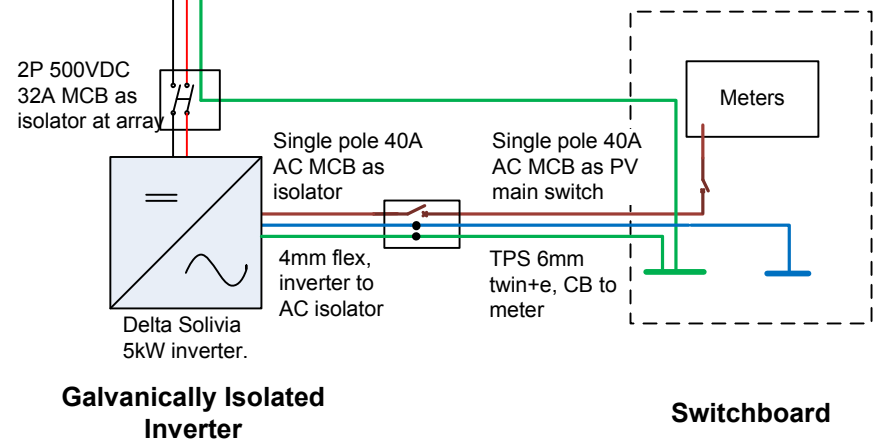 2P 500VDC
32A MCB as
isolator at array
Meters
Single pole 40A
AC MCB as
isolator
Single pole 40A
AC MCB as PV
main switch
4mm flex,
inverter to
AC isolator
TPS 6mm
twin+e, CB to
meter
Delta Solivia
5kW inverter.
Galvanically Isolated
Inverter
Switchboard